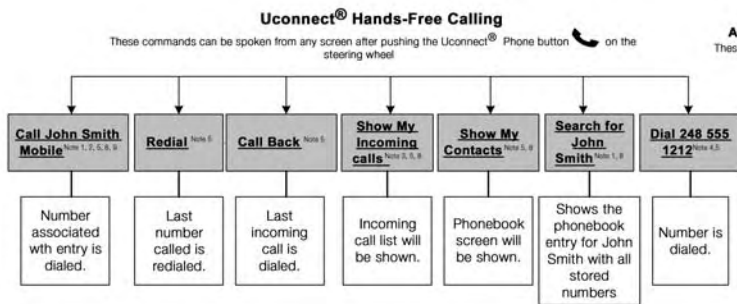 Uconnect® Hands-Free Calling
These commands can be spoken from any screen after pushing the Uconnect® Phone button on the
steering wheel
A
Thes
Call John Smith
Mobile Note 1, 2, 5, 8, 9
Redial Note 5
Call Back Note 5
Show My
Incoming
calls Note 3, 5, 8
Show My
Contacts Note 5, 8
Search for
John
Smith Note 1, 8
Dial 248 555
1212 Note 4,5
Number
associated
wth entry is
dialed.
Last
number
called is
redialed.
Last
incoming
call is
dialed.
Incoming
call list will
be shown.
Phonebook
screen will
be shown.
Shows the
phonebook
entry for John
Smith with all
stored
numbers
Number is
dialed.